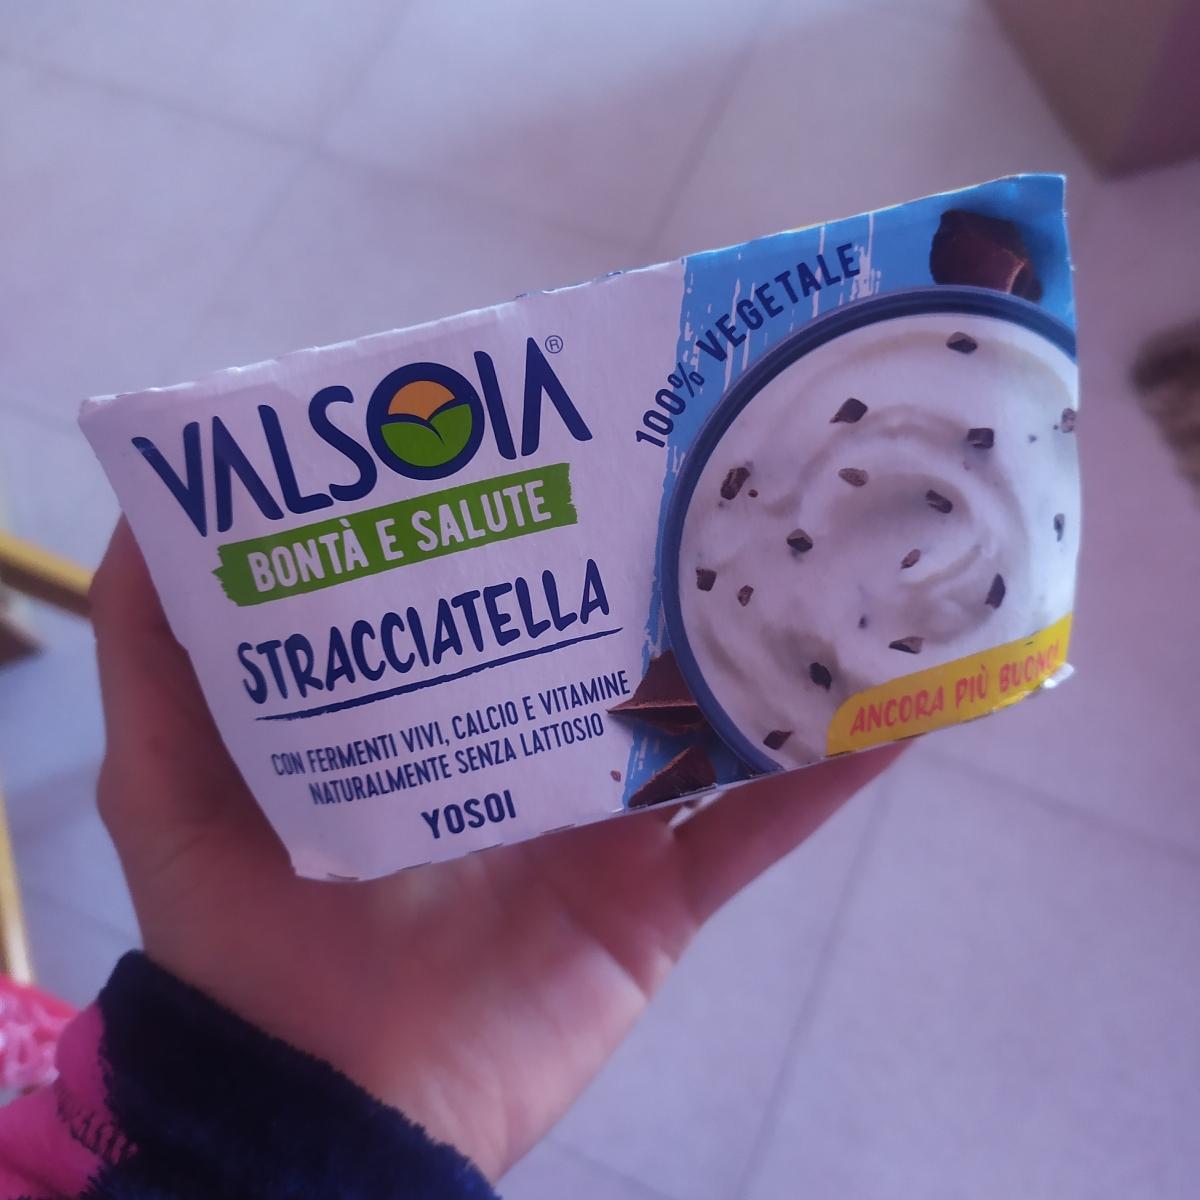 VALSOIA®
BONTÀ E SALUTE
STRACCIATELLA
CON FERMENTI VIVI, CALCIO E VITAMINE
NATURALMENTE SENZA LATTOSIO
YOSOI
100% VEGETALE
ANCORA PIÙ BUONO!